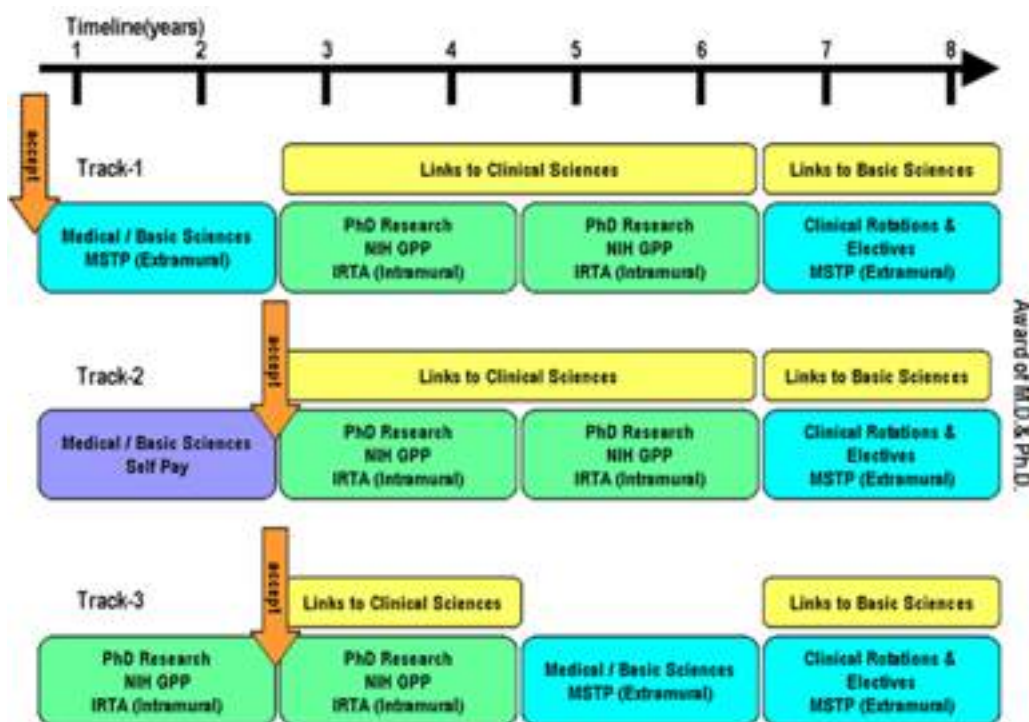 Timeline(years)
1 2 3 4 5 6 7 8
accept
Track-1
Links to Clinical Sciences
Links to Basic Sciences
Medical / Basic Sciences
MSTP (Extramural)
PhD Research
NIH GPP
IRTA (Intramural)
PhD Research
NIH GPP
IRTA (Intramural)
Clinical Rotations &
Electives
MSTP (Extramural)
accept
Track-2
Links to Clinical Sciences
Links to Basic Sciences
Medical / Basic Sciences
Self Pay
PhD Research
NIH GPP
IRTA (Intramural)
PhD Research
NIH GPP
IRTA (Intramural)
Clinical Rotations &
Electives
MSTP (Extramural)
accept
Track-3
Links to Clinical Sciences
Links to Basic Sciences
PhD Research
NIH GPP
IRTA (Intramural)
PhD Research
NIH GPP
IRTA (Intramural)
Medical / Basic Sciences
MSTP (Extramural)
Clinical Rotations &
Electives
MSTP (Extramural)
Award of M.D.& Ph.D.